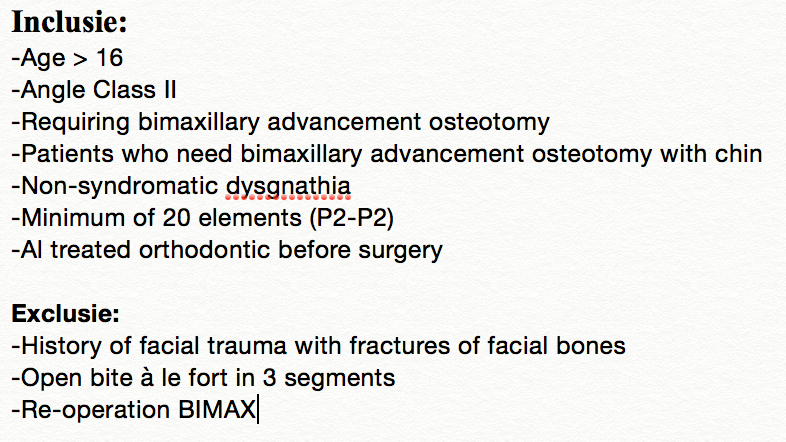 Inclusie:
-Age > 16
-Angle Class II
-Requiring bimaxillary advancement osteotomy
-Patients who need bimaxillary advancement osteotomy with chin
-Non-syndromatic dysgnathia
-Minimum of 20 elements (P2-P2)
-Al treated orthodontic before surgery
Exclusie:
-History of facial trauma with fractures of facial bones
-Open bite à le fort in 3 segments
-Re-operation BIMAX